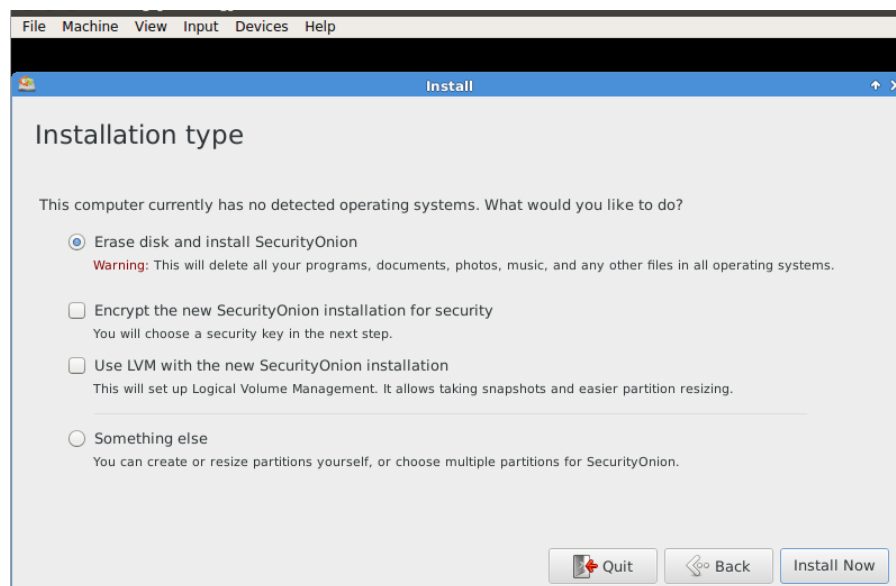 File Machine View Input Devices Help
Install
Installation type
This computer currently has no detected operating systems. What would you like to do?
Erase disk and install SecurityOnion
Warning: This will delete all your programs, documents, photos, music, and any other files in all operating systems.
Encrypt the new SecurityOnion installation for security
You will choose a security key in the next step.
Use LVM with the new SecurityOnion installation
This will set up Logical Volume Management. It allows taking snapshots and easier partition resizing.
Something else
You can create or resize partitions yourself, or choose multiple partitions for SecurityOnion.
Quit Back Install Now